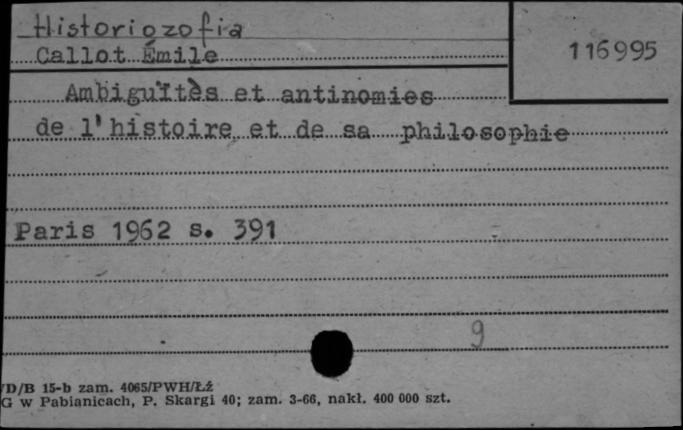 Historiozofia
Callot Émile
116995
Ambiguïtès et antinomies
de l'histoire et de sa philosophie
Paris 1962 s. 391
9
D/B 15-b zam. 4065/PWH/Łź
G w Pabianicach, P. Skargi 40; zam. 3-66, nakł. 400 000 szt.